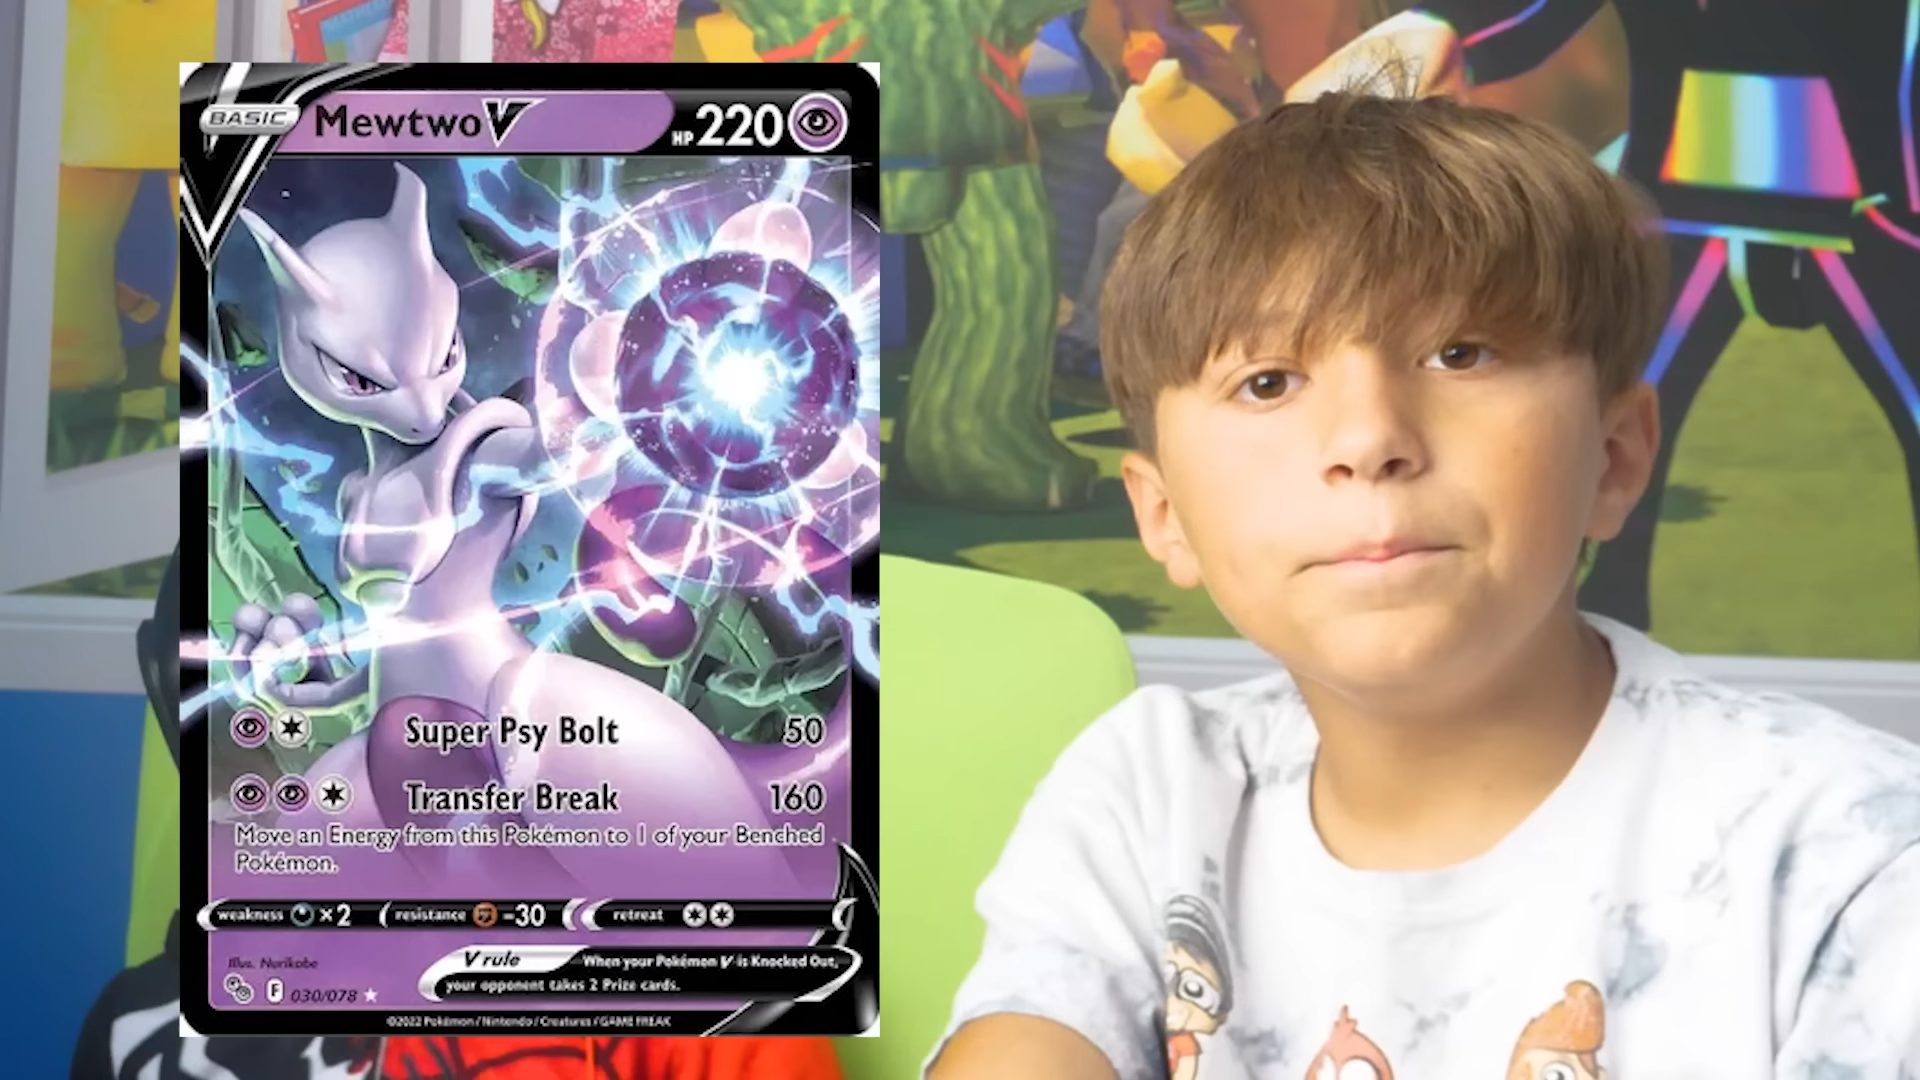 BASIC Mewtwo V HP 220
Super Psy Bolt 50
Transfer Break 160
Move an Energy from this Pokémon to 1 of your Benched
Pokémon.
weakness ×2 resistance -30 retreat
V rule When your Pokémon V is Knocked Out,
your opponent takes 2 Prize cards.
Illus. Narikabe
F 030/078
©2022 Pokémon / Nintendo / Creatures / GAME FREAK